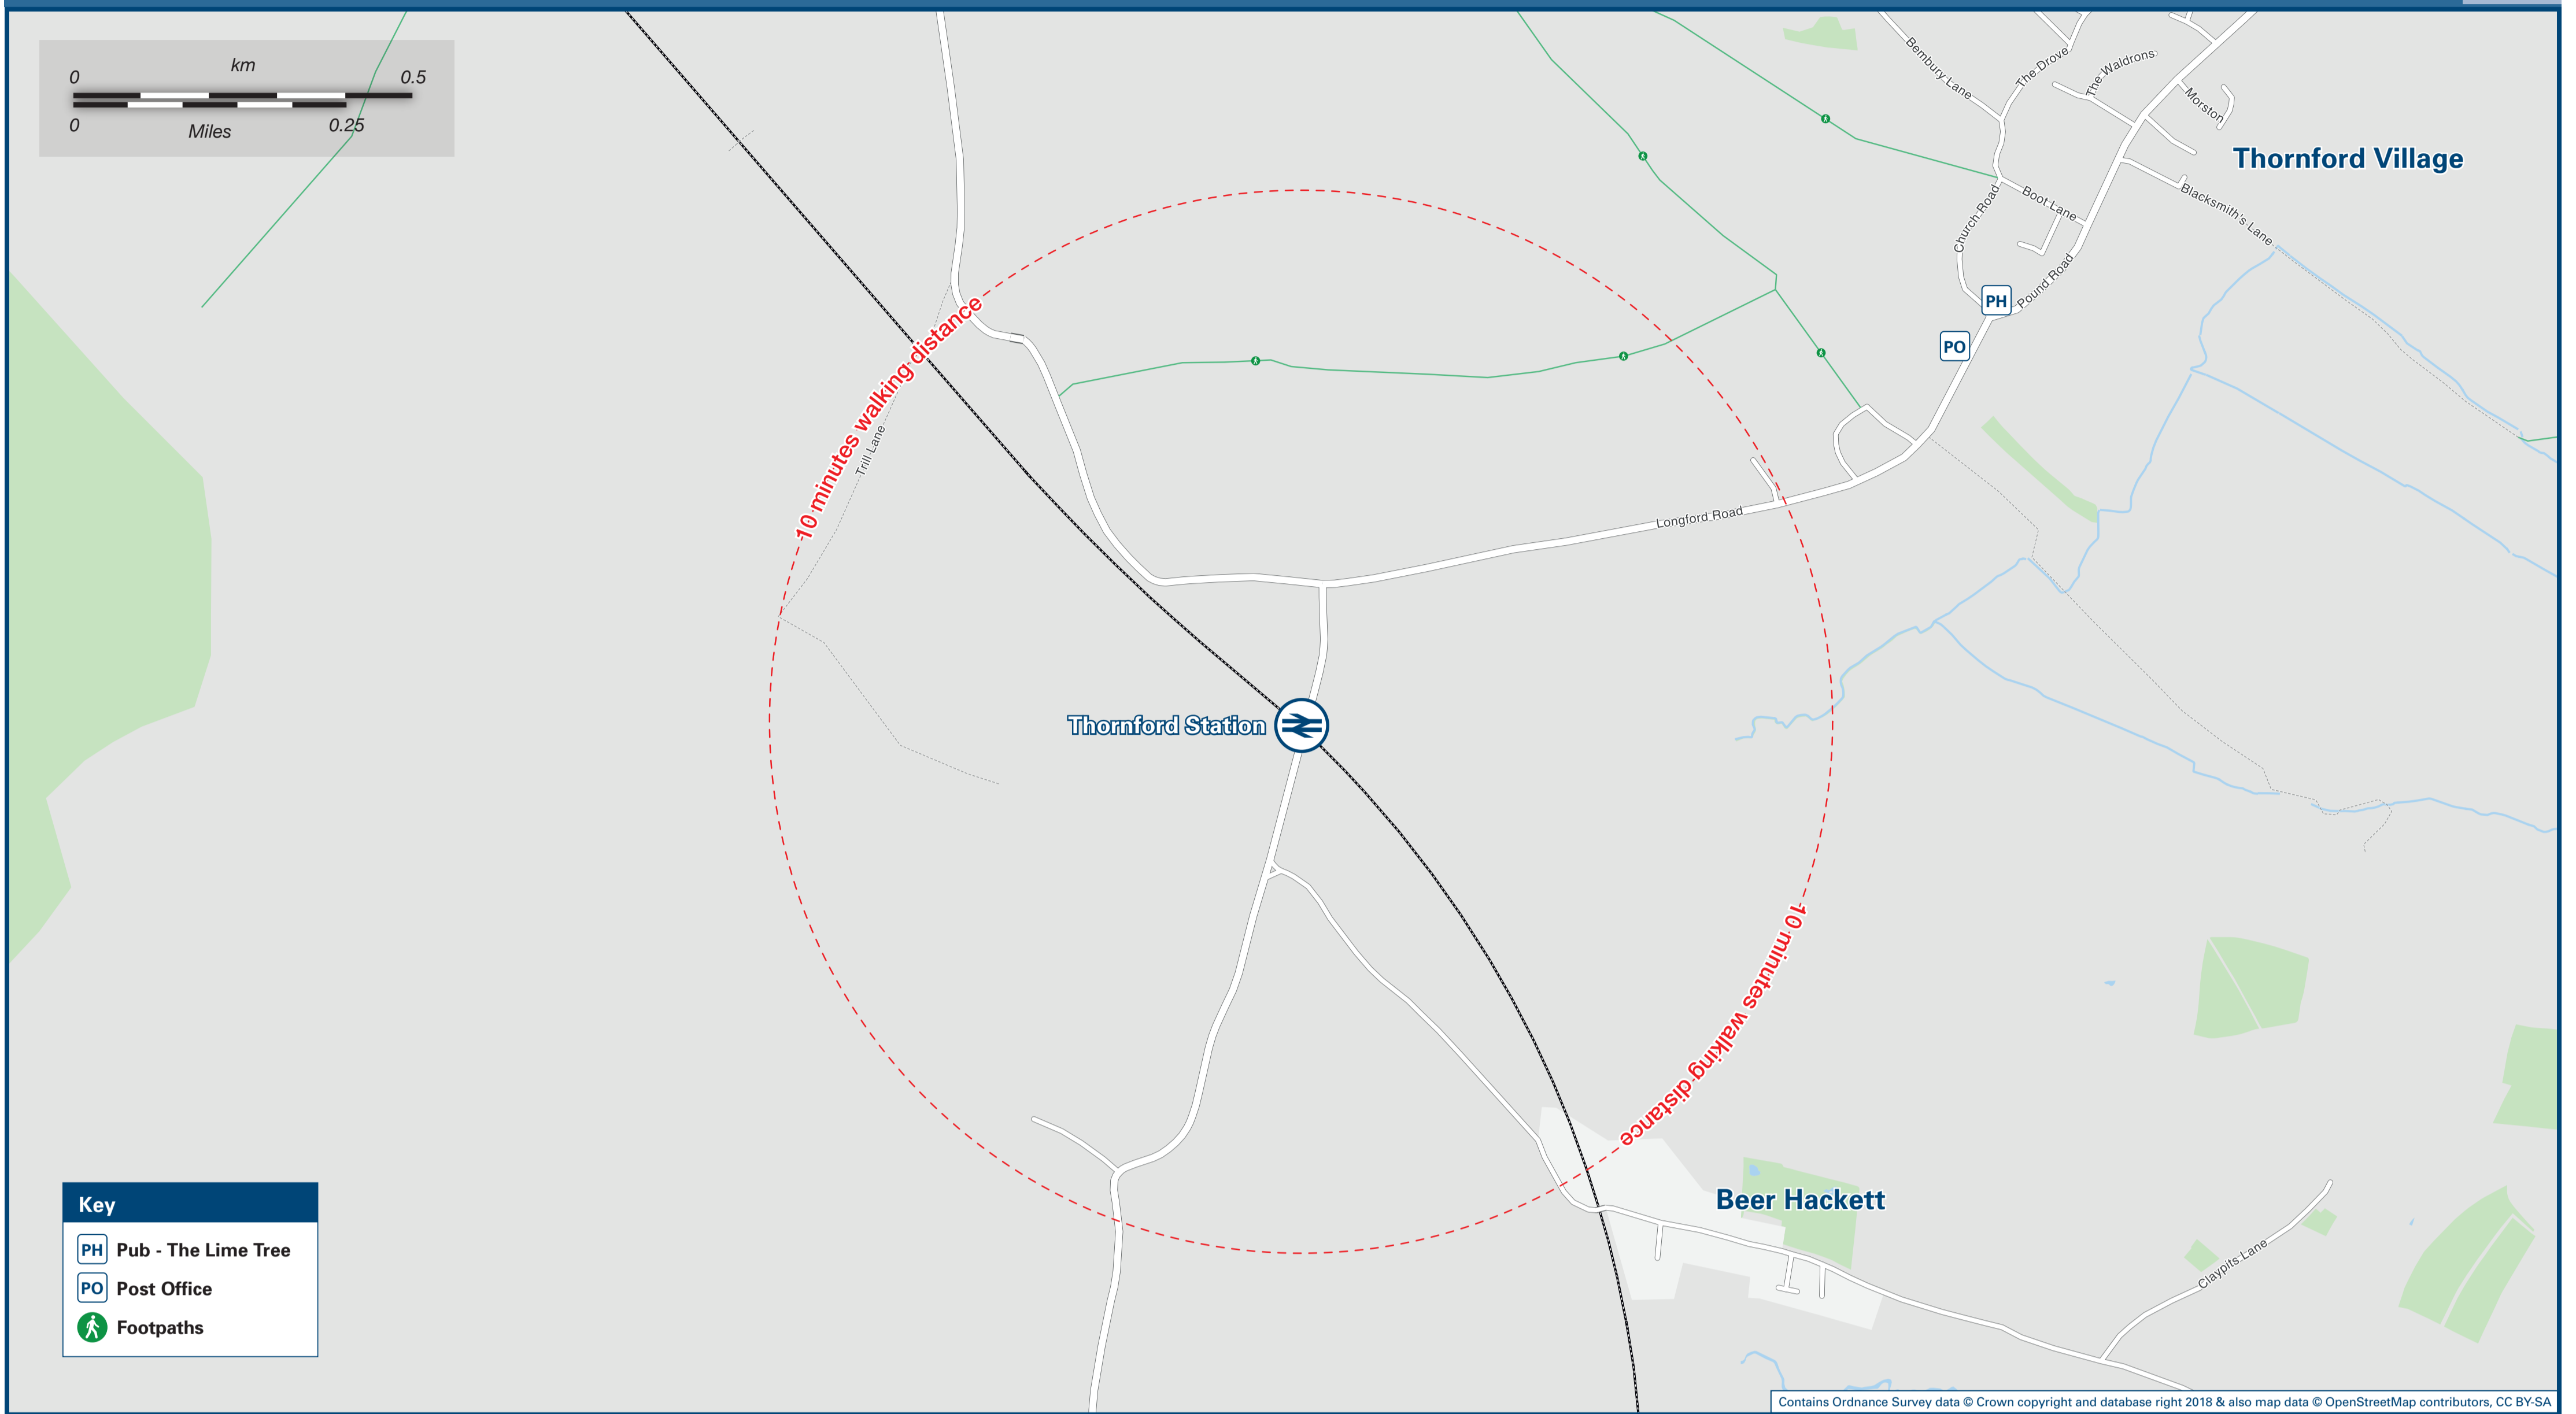 km
0 0.5
0 Miles 0.25
Bembury Lane
The Drove
The Waldrons
Morston
Thornford Village
Blacksmith's Lane
Boot Lane
Church Road
Pound Road
PH
PO
10 minutes walking distance
Trill Lane
Longford Road
Thornford Station
10 minutes walking distance
Beer Hackett
Claypits Lane
Key
PH Pub - The Lime Tree
PO Post Office
Footpaths
Contains Ordnance Survey data © Crown copyright and database right 2018 & also map data © OpenStreetMap contributors, CC BY-SA